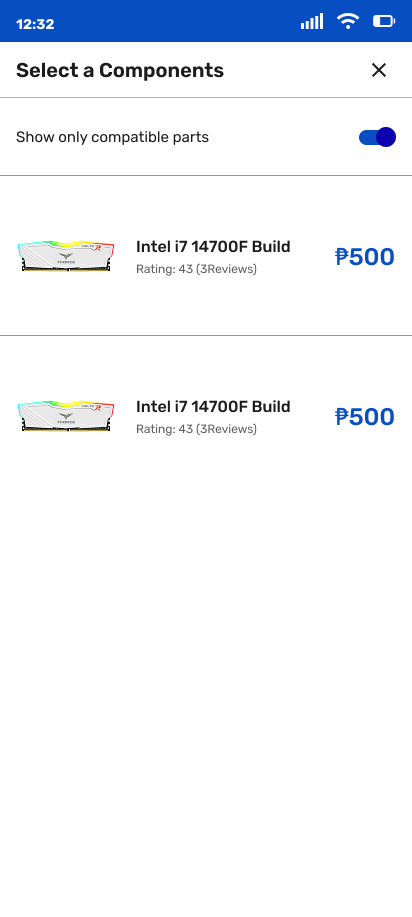 12:32
Select a Components
Show only compatible parts
Intel i7 14700F Build
Rating: 43 (3Reviews)
₱500
Intel i7 14700F Build
Rating: 43 (3Reviews)
₱500